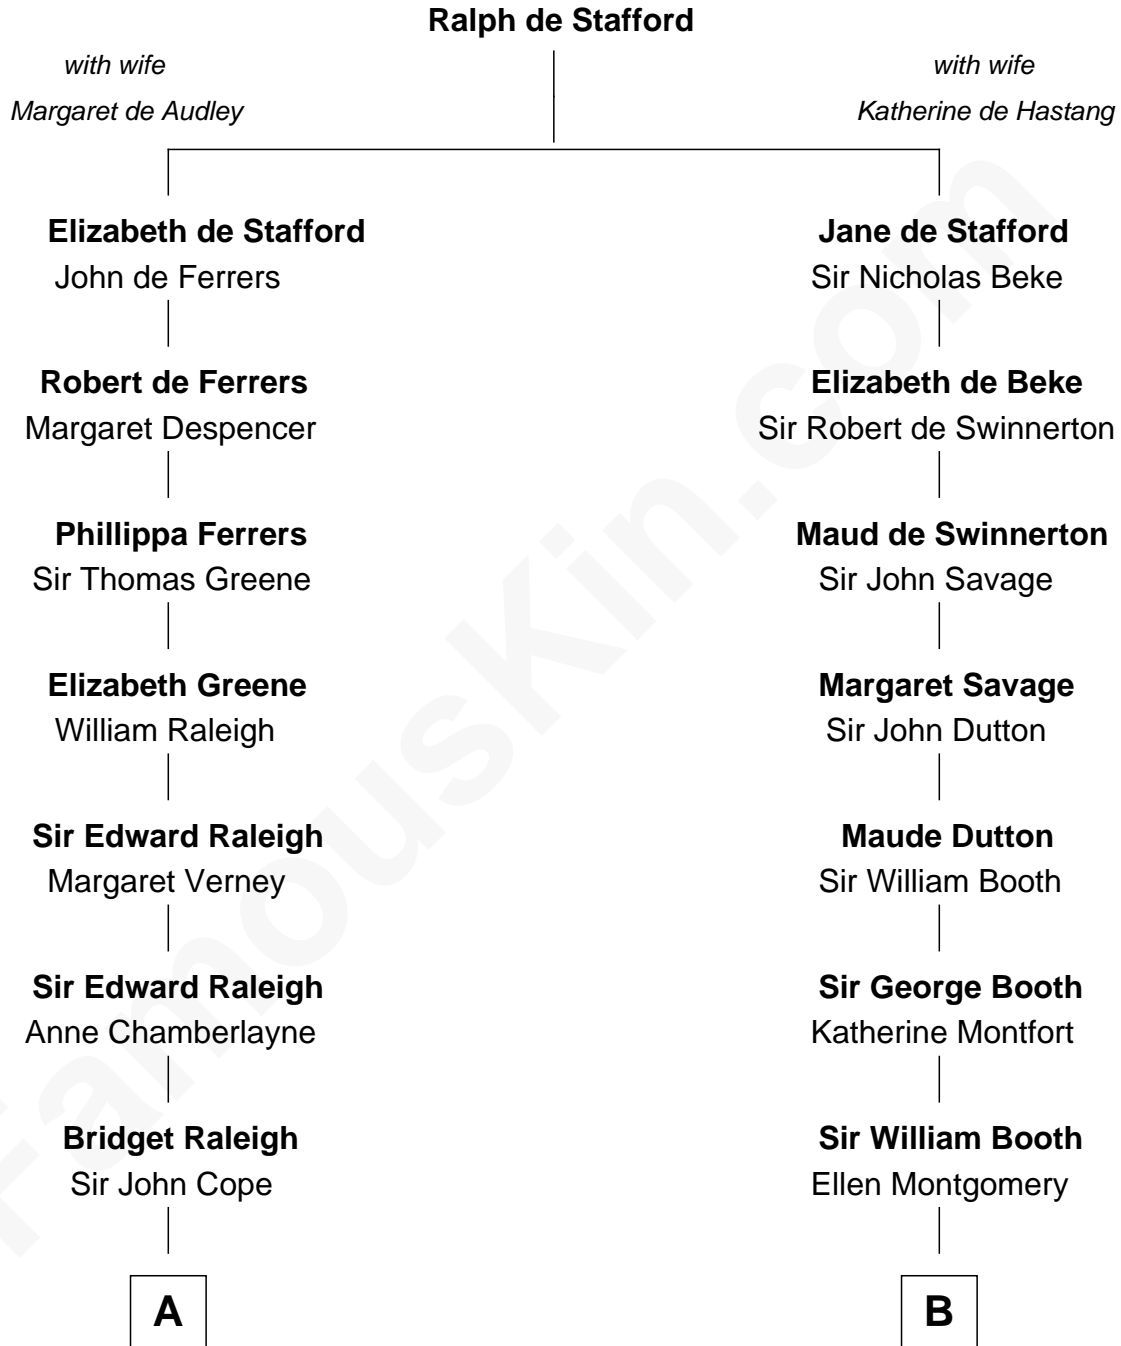 Ralph de Stafford
with wife
Margaret de Audley
with wife
Katherine de Hastang
Elizabeth de Stafford
John de Ferrers
Jane de Stafford
Sir Nicholas Beke
Robert de Ferrers
Margaret Despencer
Elizabeth de Beke
Sir Robert de Swinnerton
Phillippa Ferrers
Sir Thomas Greene
Maud de Swinnerton
Sir John Savage
Elizabeth Greene
William Raleigh
Margaret Savage
Sir John Dutton
Sir Edward Raleigh
Margaret Verney
Maude Dutton
Sir William Booth
Sir Edward Raleigh
Anne Chamberlayne
Sir George Booth
Katherine Montfort
Bridget Raleigh
Sir John Cope
Sir William Booth
Ellen Montgomery
A
B
FamousKin.com